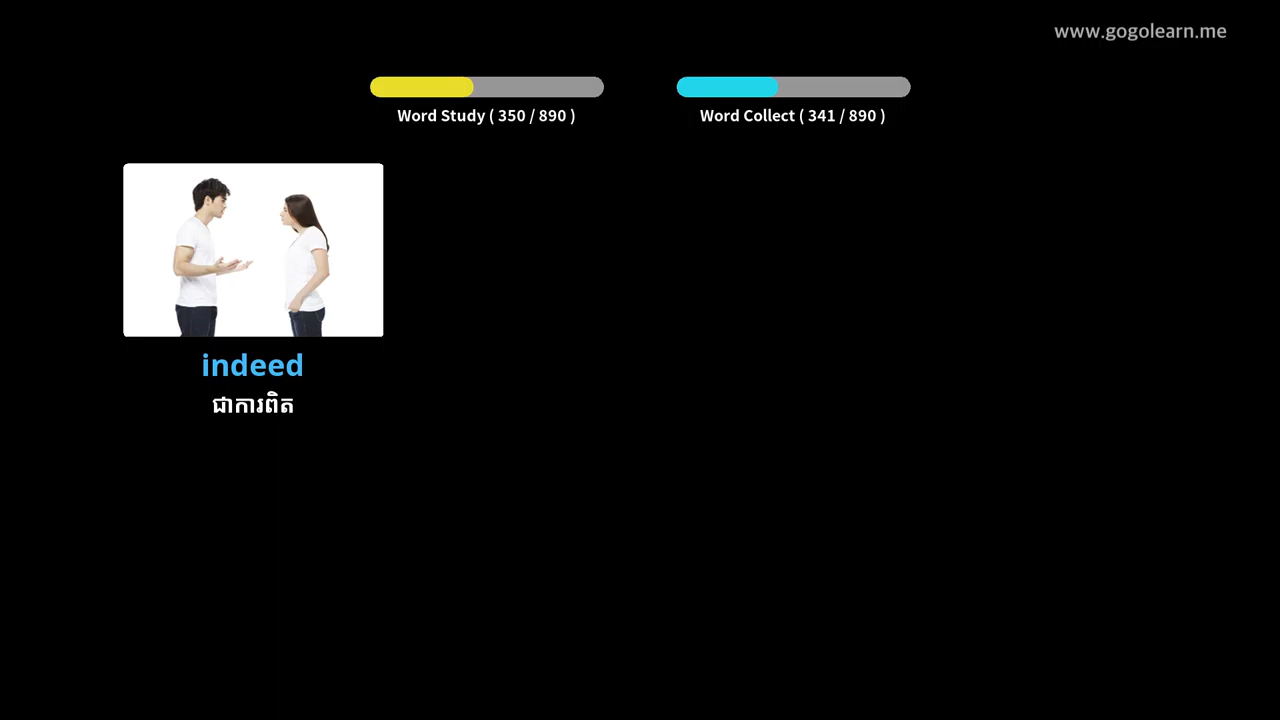 www.gogolearn.me
Word Study ( 350 / 890 )
Word Collect ( 341 / 890 )
indeed
ជាការពិត